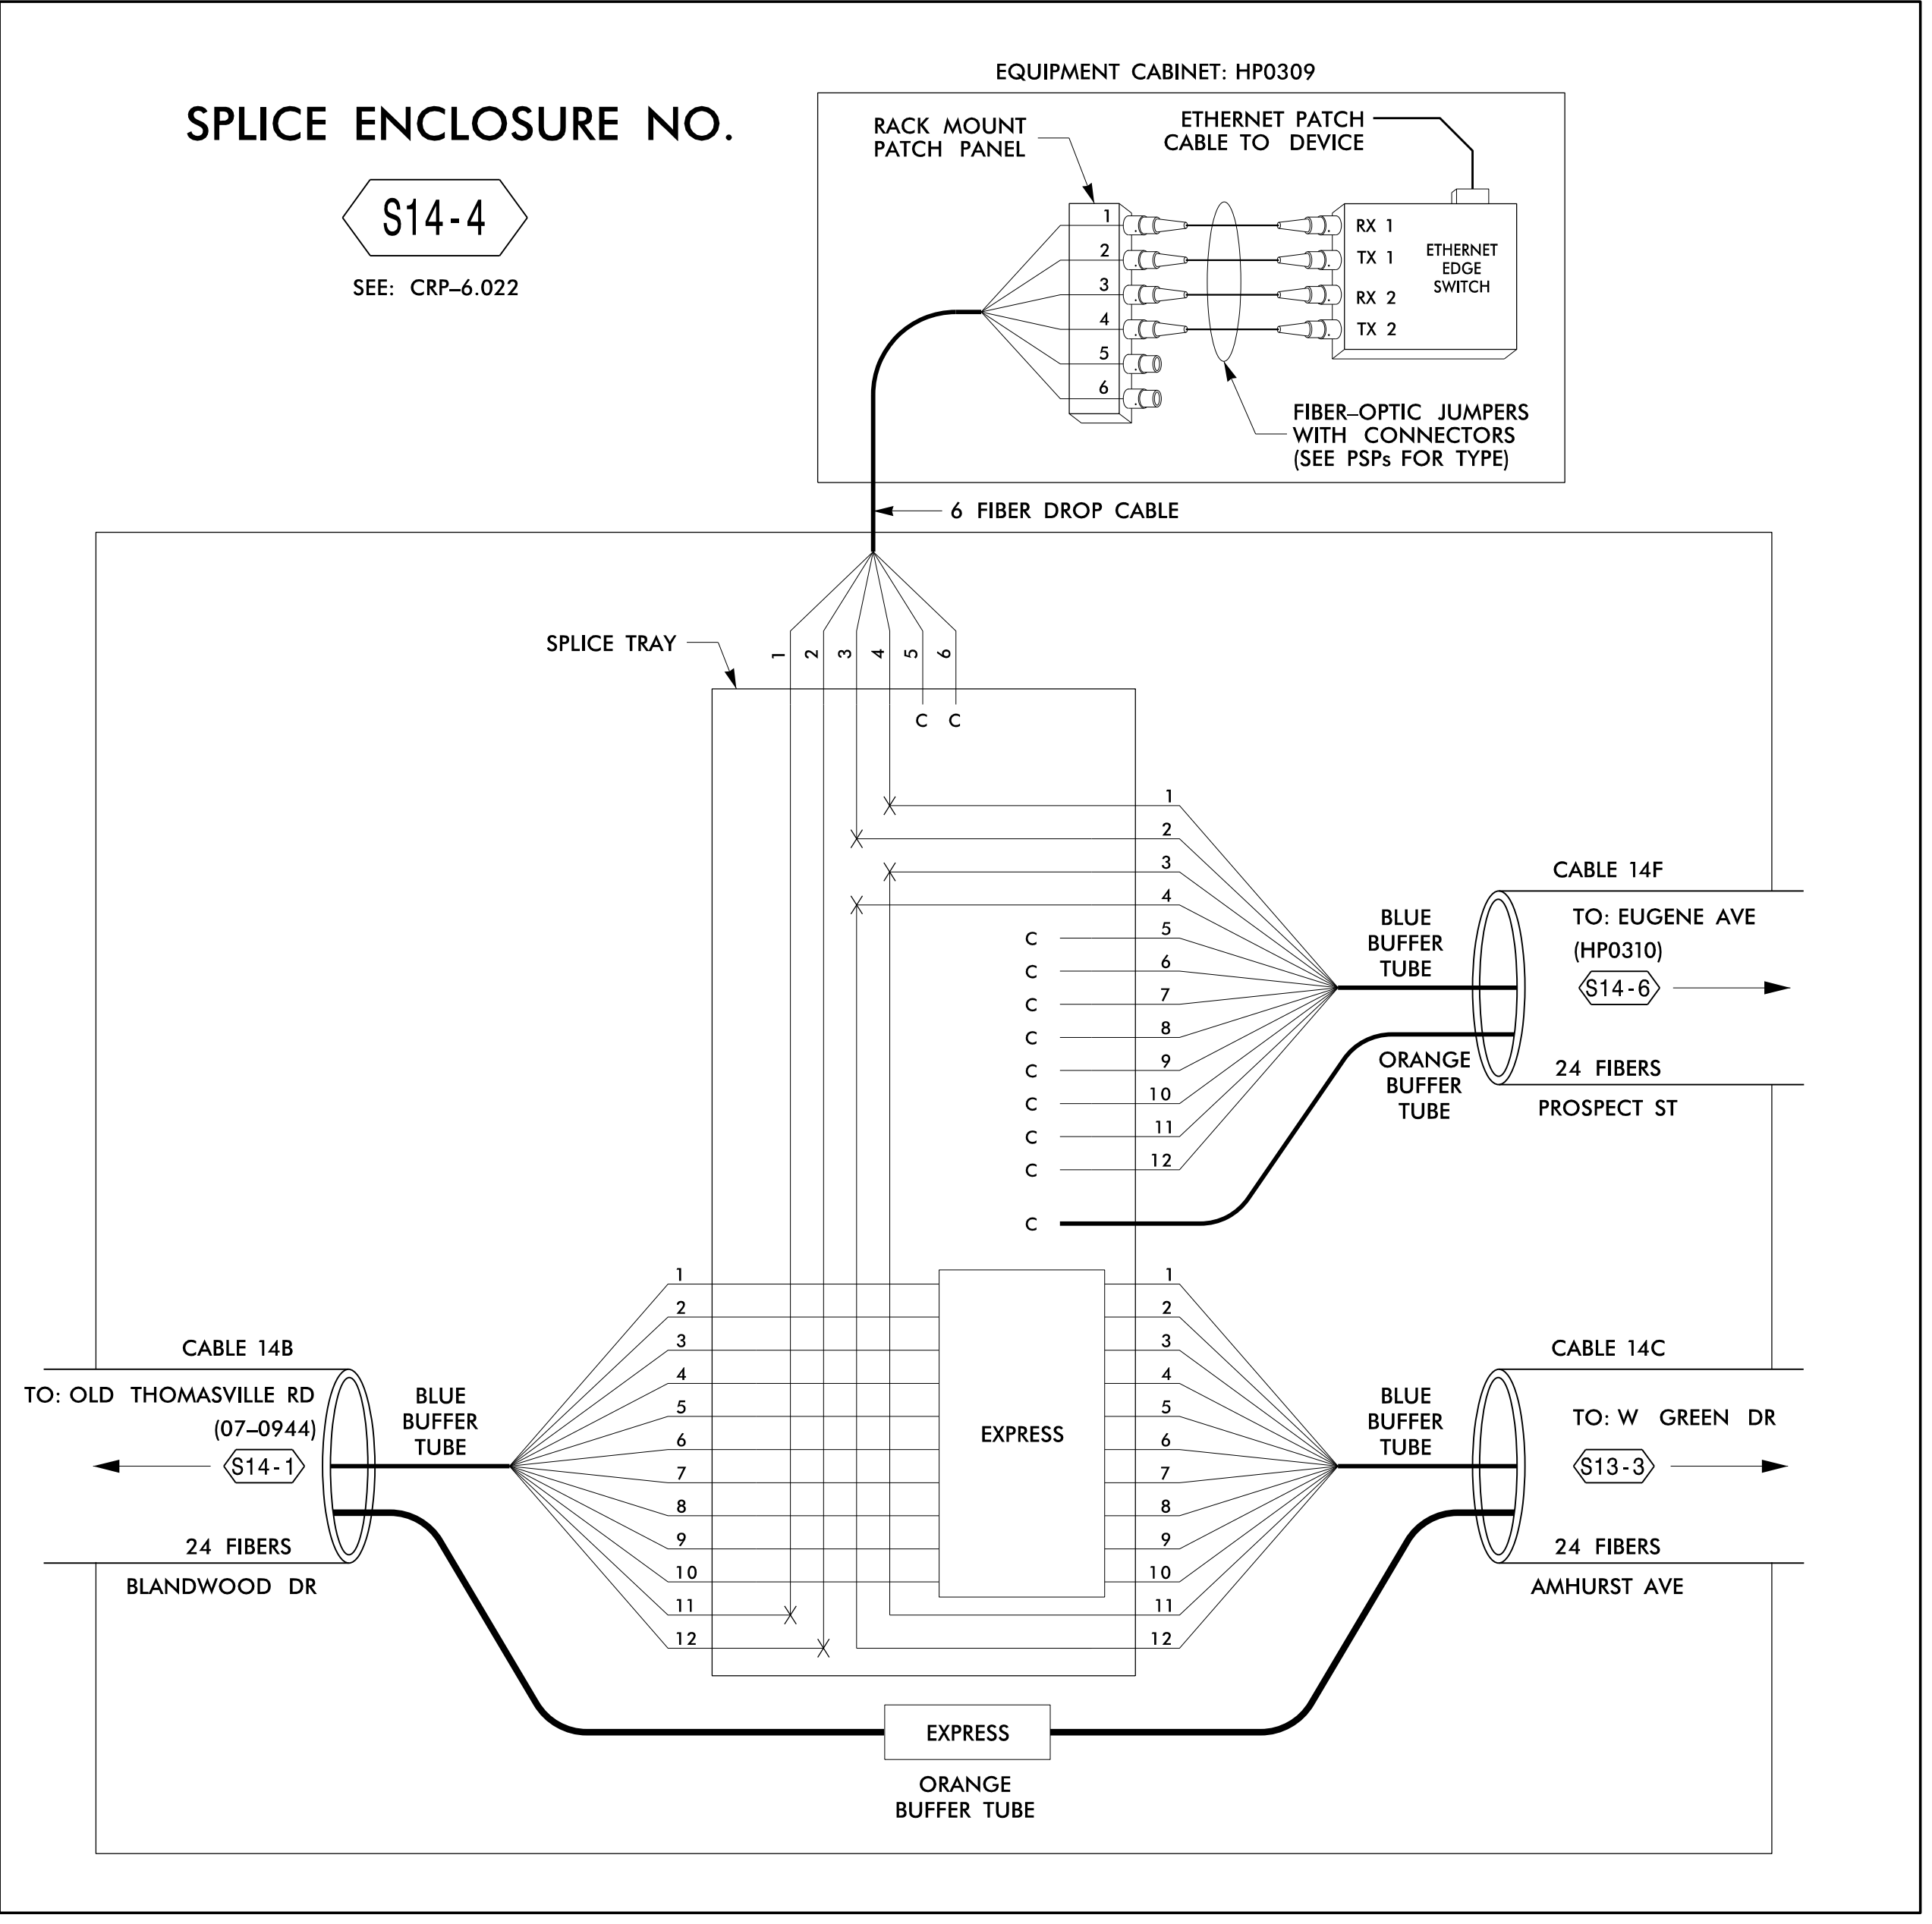 EQUIPMENT CABINET: HP0309
SPLICE ENCLOSURE NO.
S14-4
SEE: CRP–6.022
RACK MOUNT
PATCH PANEL
ETHERNET PATCH
CABLE TO DEVICE
1
2
3
4
5
6
RX 1
TX 1
RX 2
TX 2
ETHERNET
EDGE
SWITCH
FIBER–OPTIC JUMPERS
WITH CONNECTORS
(SEE PSPs FOR TYPE)
6 FIBER DROP CABLE
SPLICE TRAY
1
2
3
4
5
6
C C
1
2
3
4
C 5
C 6
C 7
C 8
C 9
C 10
C 11
C 12
C
BLUE
BUFFER
TUBE
ORANGE
BUFFER
TUBE
CABLE 14F
TO: EUGENE AVE
(HP0310)
S14-6
24 FIBERS
PROSPECT ST
CABLE 14B
TO: OLD THOMASVILLE RD
(07–0944)
S14-1
24 FIBERS
BLANDWOOD DR
BLUE
BUFFER
TUBE
1
2
3
4
5
6
7
8
9
10
11
12
EXPRESS
1
2
3
4
5
6
7
8
9
10
11
12
BLUE
BUFFER
TUBE
CABLE 14C
TO: W GREEN DR
S13-3
24 FIBERS
AMHURST AVE
EXPRESS
ORANGE
BUFFER TUBE